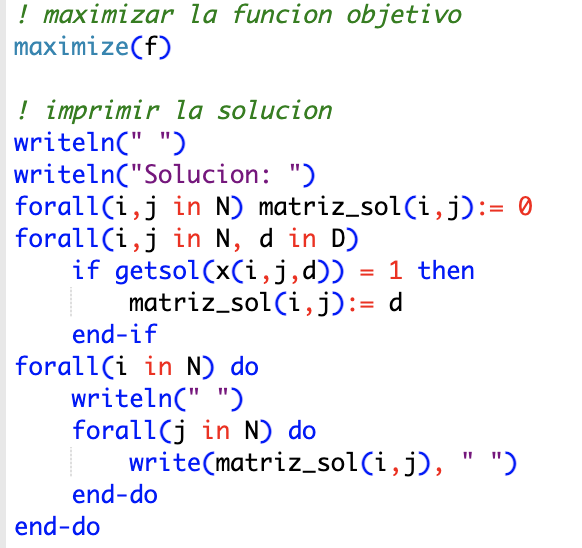 ! maximizar la funcion objetivo
maximize(f)

! imprimir la solucion
writeln(" ")
writeln("Solucion: ")
forall(i,j in N) matriz_sol(i,j):= 0
forall(i,j in N, d in D)
    if getsol(x(i,j,d)) = 1 then
        matriz_sol(i,j):= d
    end-if
forall(i in N) do
    writeln(" ")
    forall(j in N) do
        write(matriz_sol(i,j), " ")
    end-do
end-do